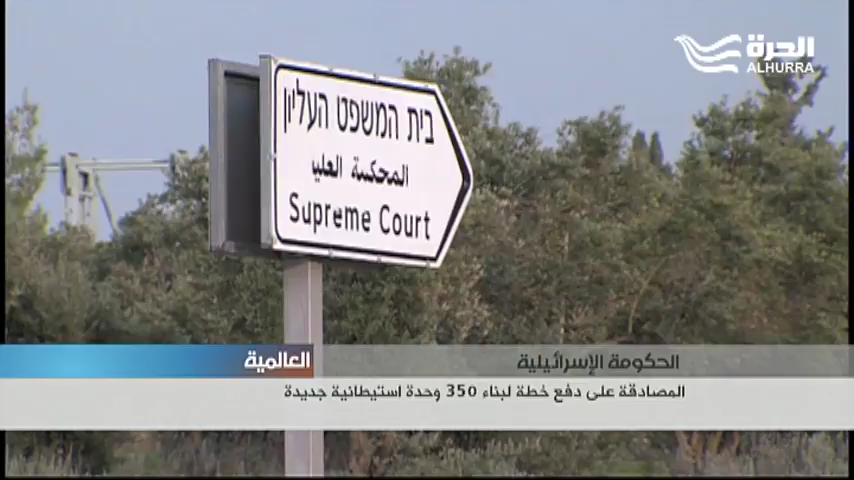 الحرة
ALHURRA
בית המשפט העליון
المحكمة العليا
Supreme Court
العالمية
الحكومة الإسرائيلية
المصادقة على دفع خطة لبناء 350 وحدة استيطانية جديدة